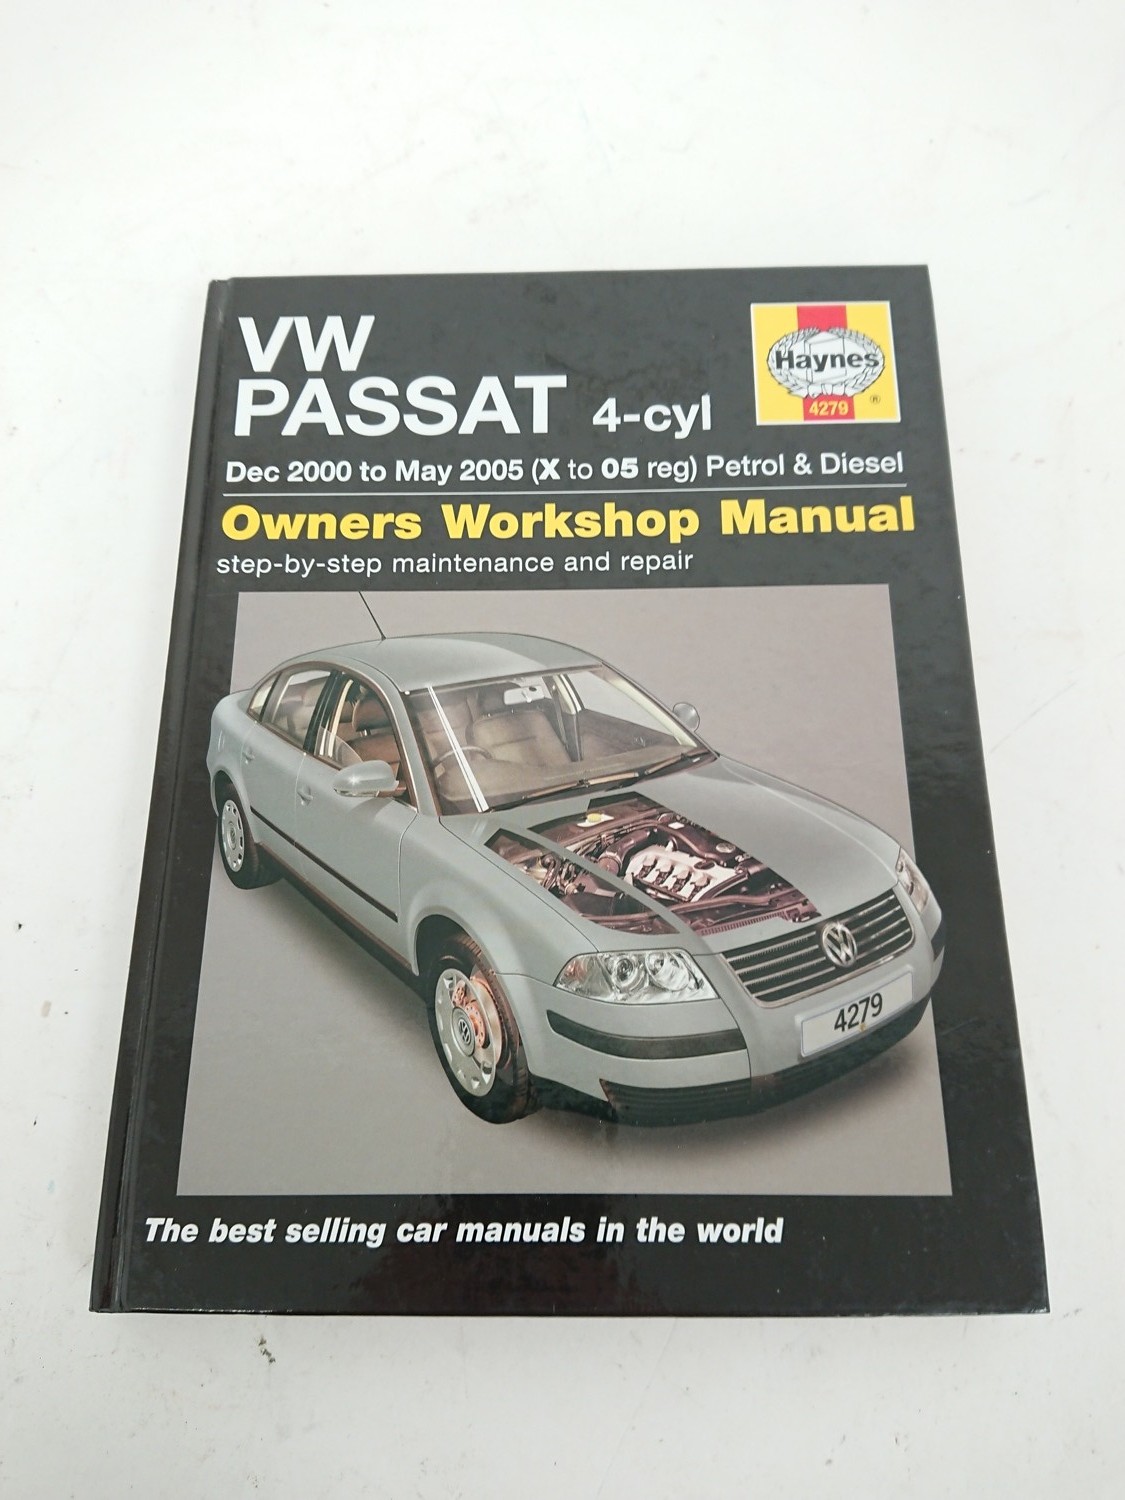 VW
PASSAT 4-cyl
Haynes
®
4279
Dec 2000 to May 2005 (X to 05 reg) Petrol & Diesel
Owners Workshop Manual
step-by-step maintenance and repair
4279
The best selling car manuals in the world